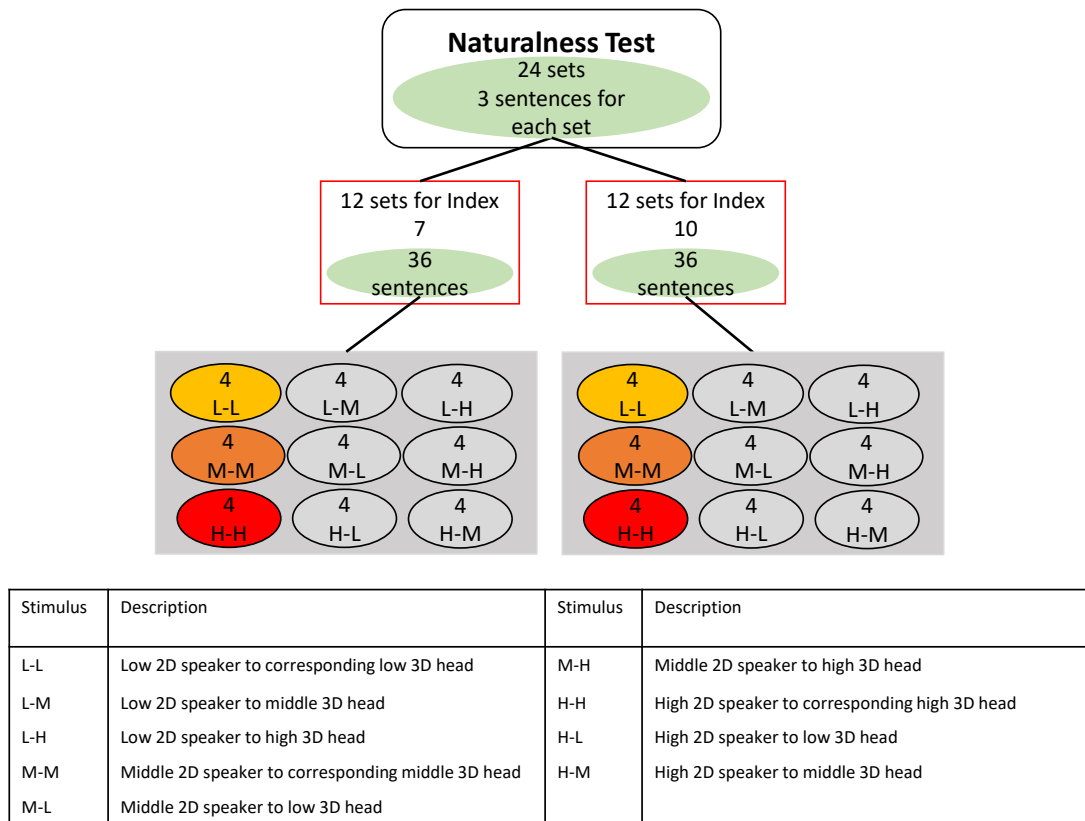 Naturalness Test
24 sets
3 sentences for
each set
12 sets for Index
7
36
sentences
12 sets for Index
10
36
sentences
4
L-L
4
L-M
4
L-H
4
M-M
4
M-L
4
M-H
4
H-H
4
H-L
4
H-M
4
L-L
4
L-M
4
L-H
4
M-M
4
M-L
4
M-H
4
H-H
4
H-L
4
H-M
Stimulus Description Stimulus Description
L-L Low 2D speaker to corresponding low 3D head M-H Middle 2D speaker to high 3D head
L-M Low 2D speaker to middle 3D head H-H High 2D speaker to corresponding high 3D head
L-H Low 2D speaker to high 3D head H-L High 2D speaker to low 3D head
M-M Middle 2D speaker to corresponding middle 3D head H-M High 2D speaker to middle 3D head
M-L Middle 2D speaker to low 3D head